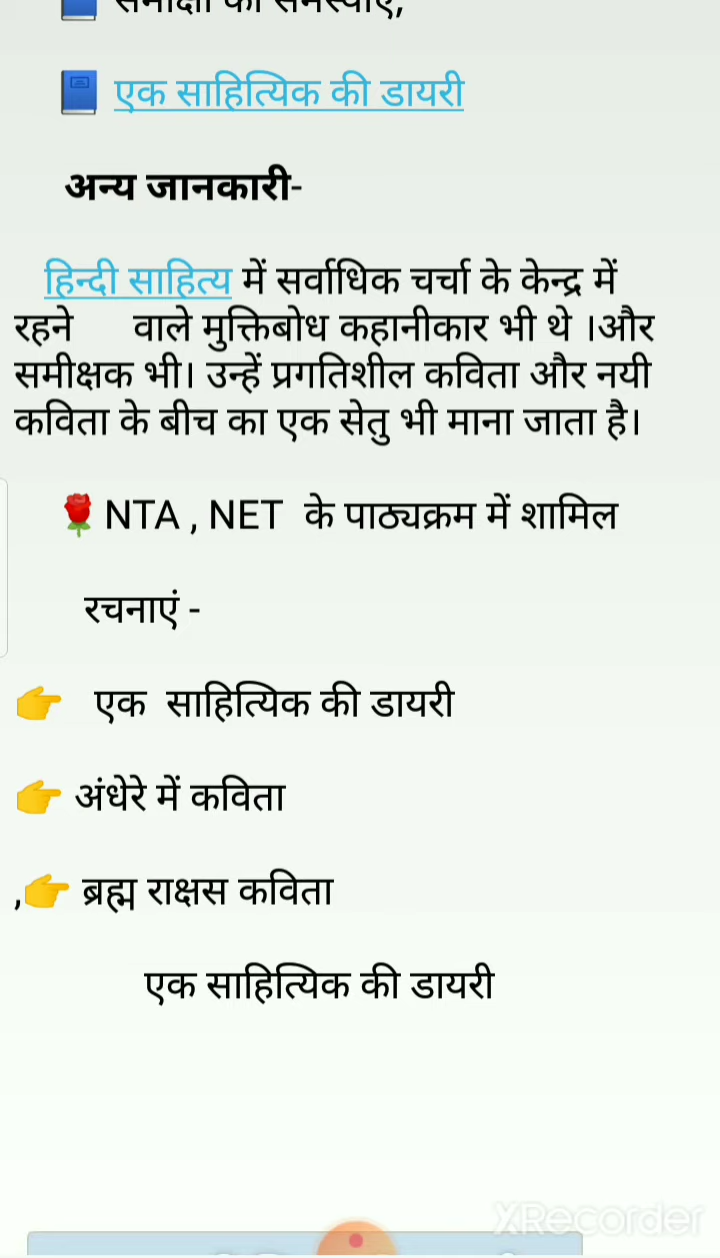 एक साहित्यिक की डायरी
अन्य जानकारी-
हिन्दी साहित्य में सर्वाधिक चर्चा के केन्द्र में
रहने वाले मुक्तिबोध कहानीकार भी थे ।और
समीक्षक भी। उन्हें प्रगतिशील कविता और नयी
कविता के बीच का एक सेतु भी माना जाता है।
NTA , NET के पाठ्यक्रम में शामिल
रचनाएं -
एक साहित्यिक की डायरी
अंधेरे में कविता
, ब्रह्म राक्षस कविता
एक साहित्यिक की डायरी
XRecorder